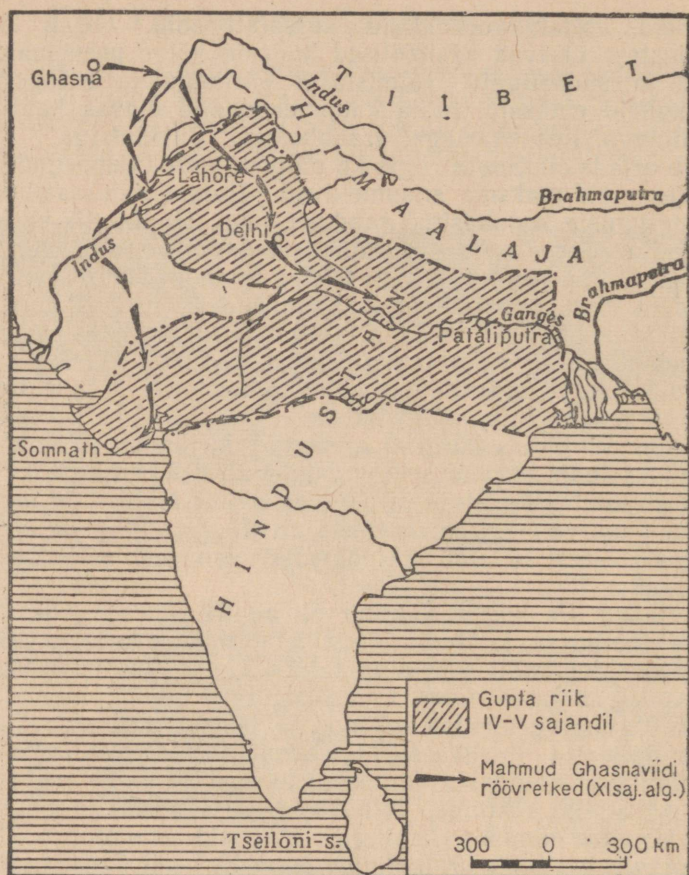 Ghasna
Indus
TIIBET
HIMAALAJA
Lahore
Brahmaputra
Delhi
Indus
Brahmaputra
Ganges
Pataliputra
Somnath
HINDUSTAN
Gupta riik
IV-V sajandil
Mahmud Ghasnaviidi
röövretked (XI saj. alg.)
Tseiloni-s.
300 0 300 km